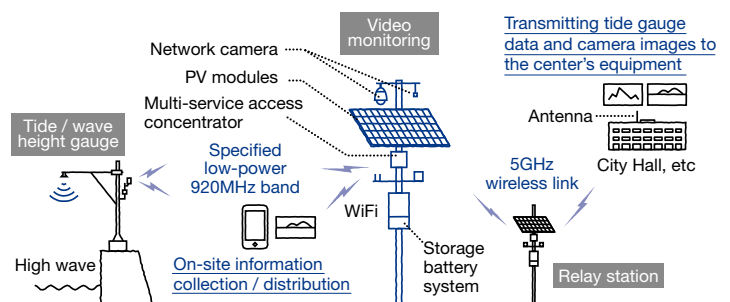 Video
monitoring
Network camera
PV modules
Multi-service access
concentrator
Transmitting tide gauge
data and camera images to
the center's equipment
Antenna
City Hall, etc
Tide / wave
height gauge
Specified
low-power
920MHz band
5GHz
wireless link
WiFi
High wave
On-site information
collection / distribution
Storage
battery
system
Relay station